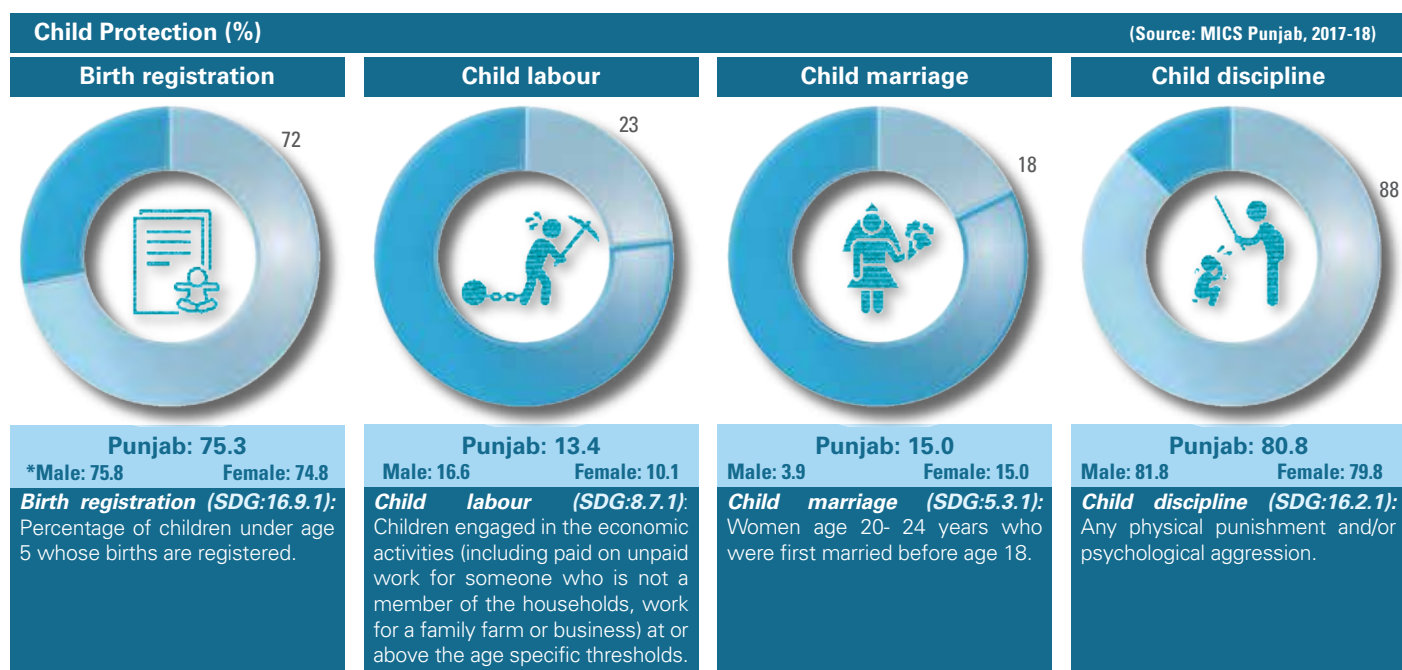 Child Protection (%)
(Source: MICS Punjab, 2017-18)
Birth registration
72
Punjab: 75.3
*Male: 75.8 Female: 74.8
Birth registration (SDG:16.9.1):
Percentage of children under age
5 whose births are registered.
Child labour
23
Punjab: 13.4
Male: 16.6 Female: 10.1
Child labour (SDG:8.7.1):
Children engaged in the economic
activities (including paid on unpaid
work for someone who is not a
member of the households, work
for a family farm or business) at or
above the age specific thresholds.
Child marriage
18
Punjab: 15.0
Male: 3.9 Female: 15.0
Child marriage (SDG:5.3.1):
Women age 20- 24 years who
were first married before age 18.
Child discipline
88
Punjab: 80.8
Male: 81.8 Female: 79.8
Child discipline (SDG:16.2.1):
Any physical punishment and/or
psychological aggression.